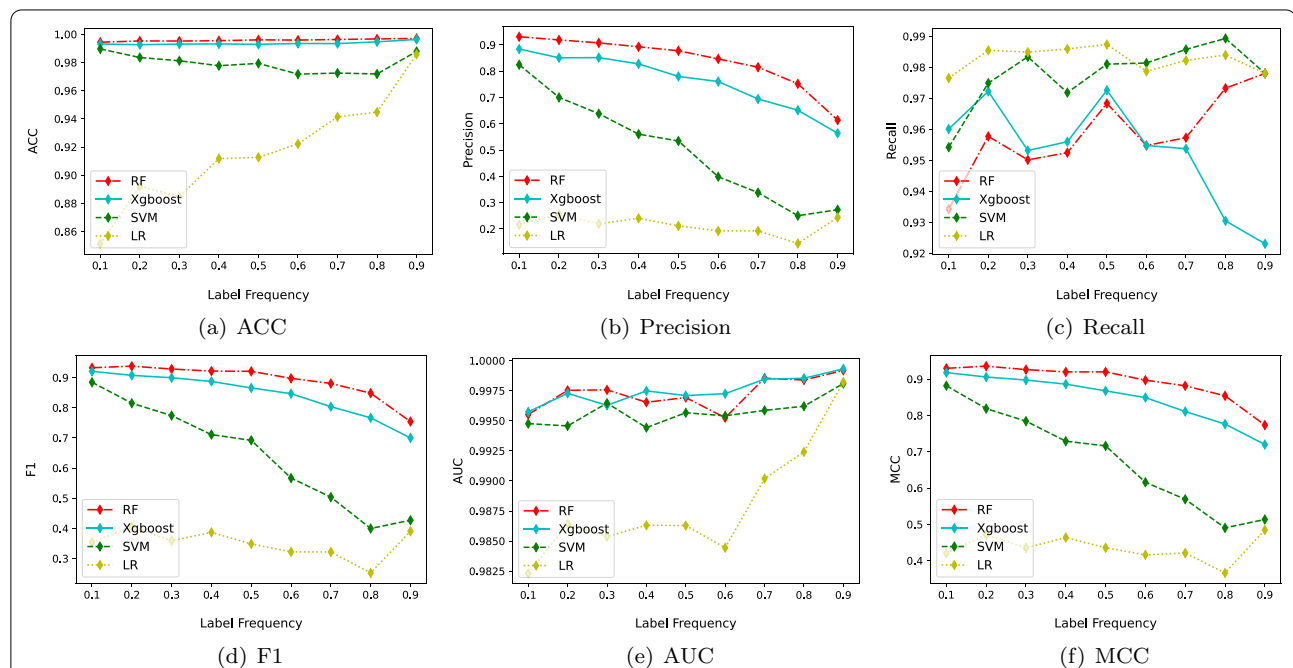 1.00
0.98
0.96
0.94
0.92
0.90
0.88
0.86
ACC
RF
Xgboost
SVM
LR
0.1 0.2 0.3 0.4 0.5 0.6 0.7 0.8 0.9
Label Frequency
(a) ACC
0.9
0.8
0.7
0.6
0.5
0.4
0.3
0.2
Precision
RF
Xgboost
SVM
LR
0.1 0.2 0.3 0.4 0.5 0.6 0.7 0.8 0.9
Label Frequency
(b) Precision
0.99
0.98
0.97
0.96
0.95
0.94
0.93
0.92
Recall
RF
Xgboost
SVM
LR
0.1 0.2 0.3 0.4 0.5 0.6 0.7 0.8 0.9
Label Frequency
(c) Recall
0.9
0.8
0.7
0.6
0.5
0.4
0.3
F1
RF
Xgboost
SVM
LR
0.1 0.2 0.3 0.4 0.5 0.6 0.7 0.8 0.9
Label Frequency
(d) F1
1.0000
0.9975
0.9950
0.9925
0.9900
0.9875
0.9850
0.9825
AUC
RF
Xgboost
SVM
LR
0.1 0.2 0.3 0.4 0.5 0.6 0.7 0.8 0.9
Label Frequency
(e) AUC
0.9
0.8
0.7
0.6
0.5
0.4
MCC
RF
Xgboost
SVM
LR
0.1 0.2 0.3 0.4 0.5 0.6 0.7 0.8 0.9
Label Frequency
(f) MCC